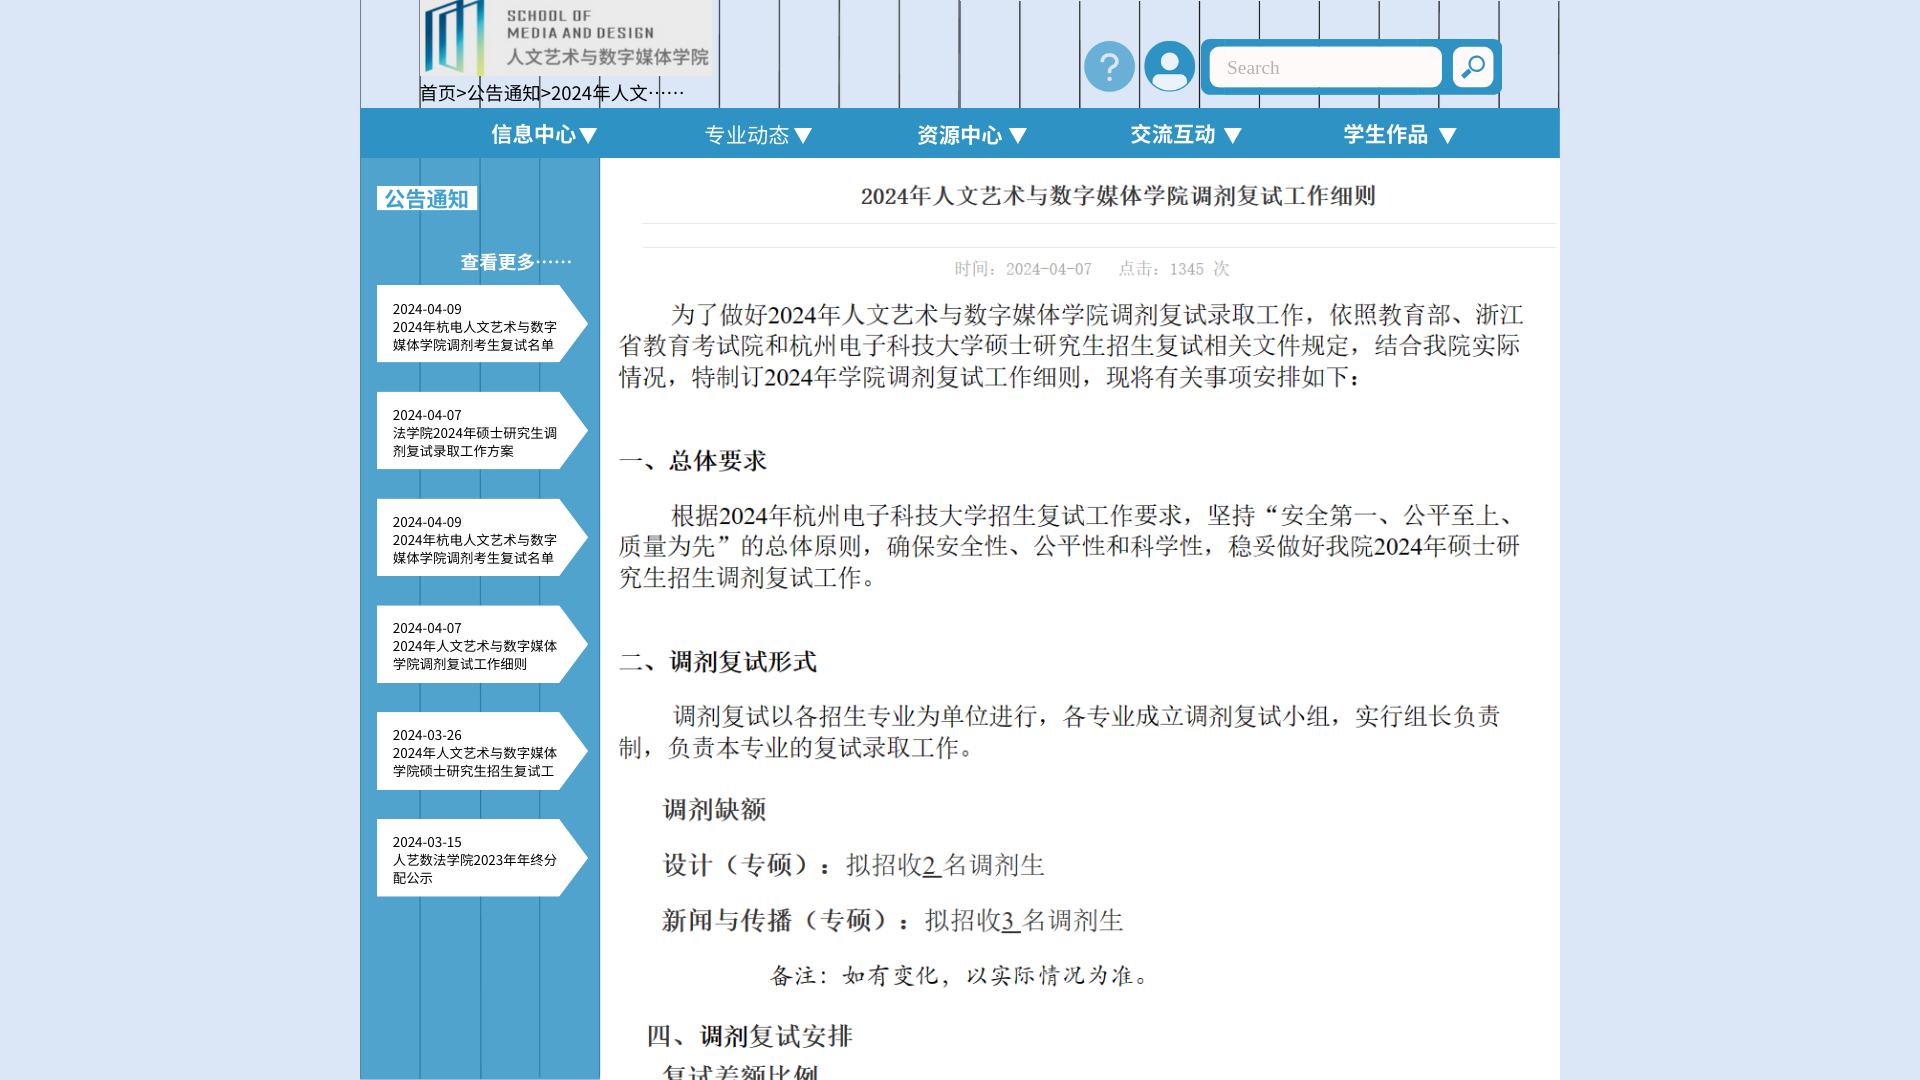 SCHOOL OF
MEDIA AND DESIGN
人文艺术与数字媒体学院
首页>公告通知>2024年人文……
?
Search
信息中心▼
专业动态▼
资源中心▼
交流互动▼
学生作品▼
公告通知
查看更多……
2024-04-09
2024年杭电人文艺术与数字
媒体学院调剂考生复试名单
2024-04-07
法学院2024年硕士研究生调
剂复试录取工作方案
2024-04-09
2024年杭电人文艺术与数字
媒体学院调剂考生复试名单
2024-04-07
2024年人文艺术与数字媒体
学院调剂复试工作细则
2024-03-26
2024年人文艺术与数字媒体
学院硕士研究生招生复试工
2024-03-15
人艺数法学院2023年年终分
配公示
2024年人文艺术与数字媒体学院调剂复试工作细则
时间：2024-04-07 点击：1345 次
为了做好2024年人文艺术与数字媒体学院调剂复试录取工作，依照教育部、浙江
省教育考试院和杭州电子科技大学硕士研究生招生复试相关文件规定，结合我院实际
情况，特制订2024年学院调剂复试工作细则，现将有关事项安排如下：
一、总体要求
根据2024年杭州电子科技大学招生复试工作要求，坚持“安全第一、公平至上、
质量为先”的总体原则，确保安全性、公平性和科学性，稳妥做好我院2024年硕士研
究生招生调剂复试工作。
二、调剂复试形式
调剂复试以各招生专业为单位进行，各专业成立调剂复试小组，实行组长负责
制，负责本专业的复试录取工作。
调剂缺额
设计（专硕）：拟招收2 名调剂生
新闻与传播（专硕）：拟招收3 名调剂生
备注：如有变化，以实际情况为准。
四、调剂复试安排
复试差额比例